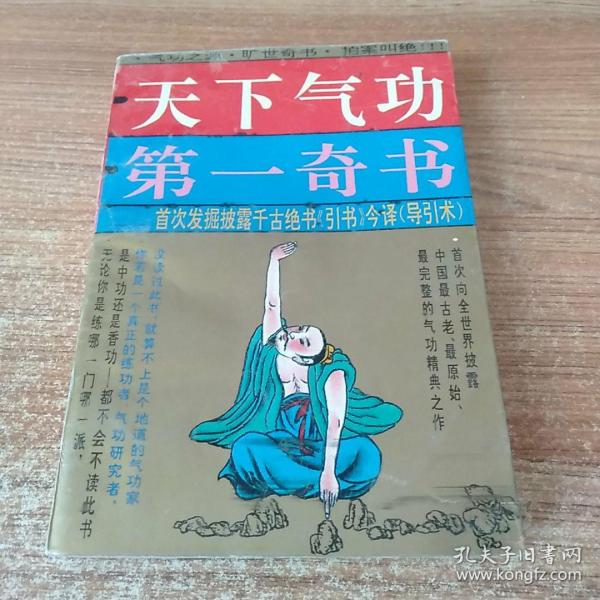 ·气功之源·旷世奇书·拍案叫绝!!!
天下气功
第一奇书
首次发掘披露千古绝书《引书》今译(导引术)
首次向全世界披露
中国最古老、最原始、
最完整的气功精典之作
没读过此书,就算不上是个地道的气功家
你若是一个真正的练功者,气功研究者,
是中功还是香功——都不会不读此书
无论你是练哪一门哪一派,
孔夫子旧书网
www.kongfz.com